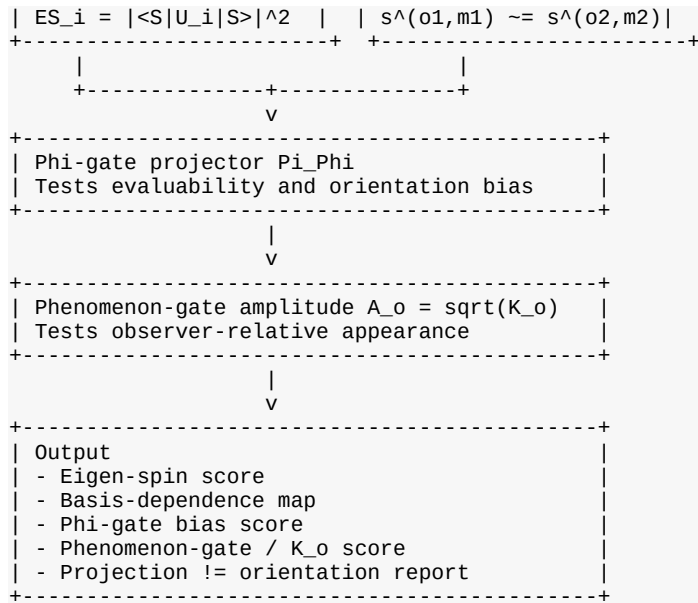 | ES_i = |<S|U_i|S>|^2  |  | s^(o1,m1) ~= s^(o2,m2)|
+------------------------+  +------------------------+
     |                           |
     +--------------+--------------+
                    v
+---------------------------------------------+
| Phi-gate projector Pi_Phi                   |
| Tests evaluability and orientation bias     |
+---------------------------------------------+
                    |
                    v
+---------------------------------------------+
| Phenomenon-gate amplitude A_o = sqrt(K_o)   |
| Tests observer-relative appearance          |
+---------------------------------------------+
                    |
                    v
+---------------------------------------------+
| Output                                      |
| - Eigen-spin score                          |
| - Basis-dependence map                      |
| - Phi-gate bias score                       |
| - Phenomenon-gate / K_o score               |
| - Projection != orientation report          |
+---------------------------------------------+